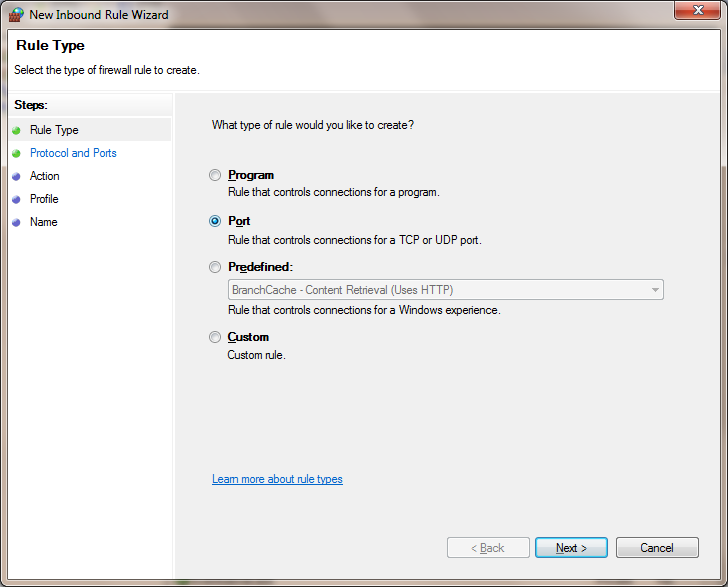 New Inbound Rule Wizard
Rule Type
Select the type of firewall rule to create.
Steps:
Rule Type
Protocol and Ports
Action
Profile
Name
What type of rule would you like to create?
Program
Rule that controls connections for a program.
Port
Rule that controls connections for a TCP or UDP port.
Predefined:
BranchCache - Content Retrieval (Uses HTTP)
Rule that controls connections for a Windows experience.
Custom
Custom rule.
Learn more about rule types
< Back
Next >
Cancel